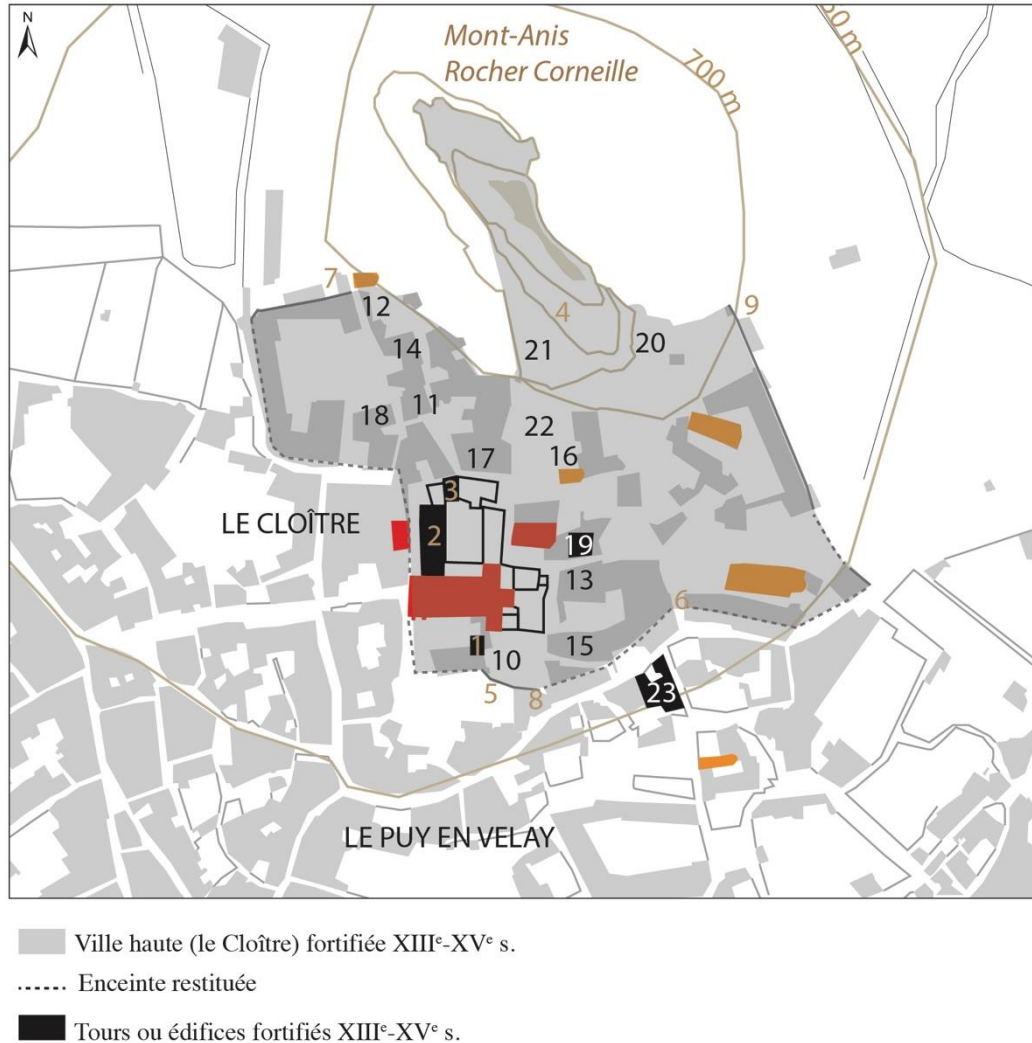 N
Mont-Anis
Rocher Corneille
700 m
50 m
7
12
9
4
20
14
21
11
18
22
17
16
3
LE CLOÎTRE
2
19
13
6
1
10
15
5
8
23
LE PUY EN VELAY
Ville haute (le Cloître) fortifiée XIIIe-XVe s.
Enceinte restituée
Tours ou édifices fortifiés XIIIe-XVe s.